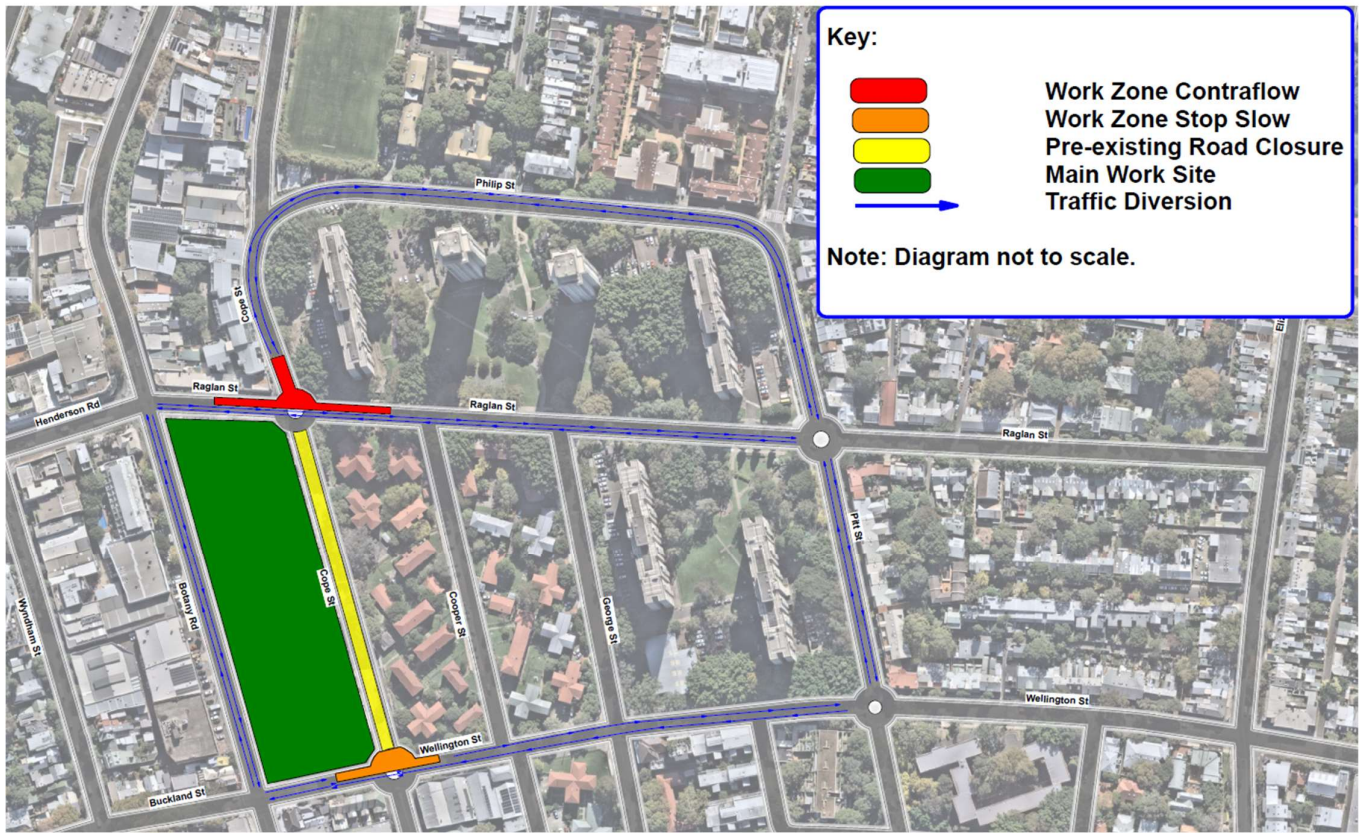 Key:
Work Zone Contraflow
Work Zone Stop Slow
Pre-existing Road Closure
Main Work Site
Traffic Diversion
Note: Diagram not to scale.
Philip St
Cope St
Raglan St
Henderson Rd
Raglan St
Raglan St
Pitt St
Cope St
Botany Rd
Wyndham St
Cooper St
George St
Wellington St
Wellington St
Buckland St